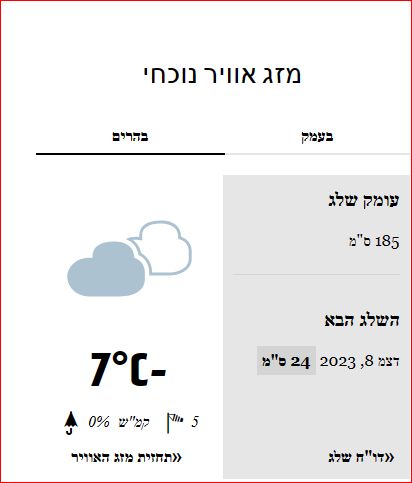 מזג אוויר נוכחי
בעמק
בהרים
עומק שלג
185 ס"מ
השלג הבא
דצמ 8, 2023 24 ס"מ
«דו"ח שלג
7°C-
5 קמ"ש 0%
«תחזית מזג האוויר